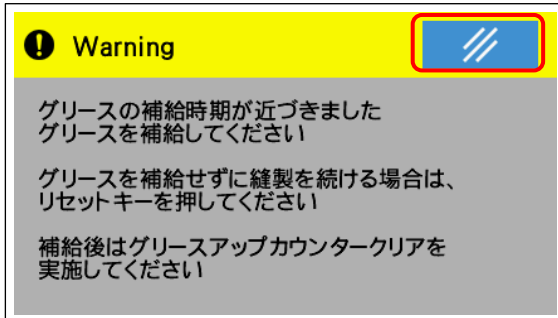 Warning
グリースの補給時期が近づきました
グリースを補給してください
グリースを補給せずに縫製を続ける場合は、
リセットキーを押してください
補給後はグリースアップカウンタークリアを
実施してください